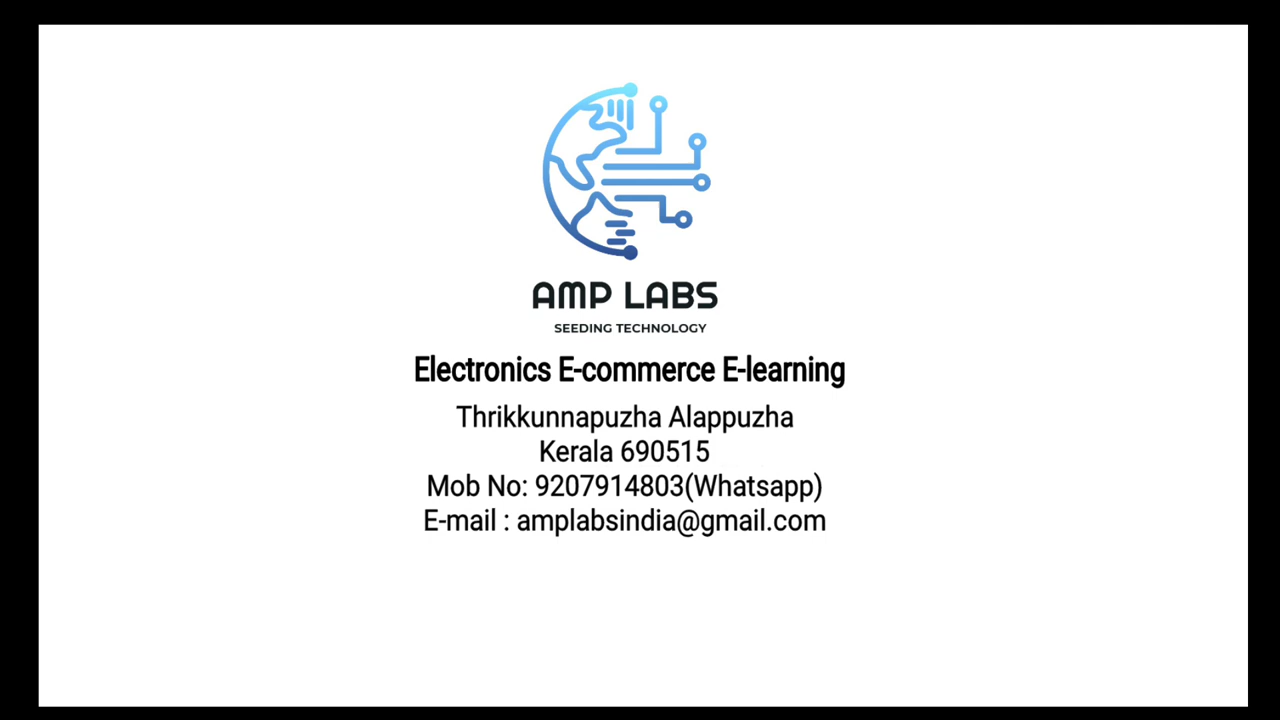 AMP LABS
SEEDING TECHNOLOGY
Electronics E-commerce E-learning
Thrikkunnapuzha Alappuzha
Kerala 690515
Mob No: 9207914803(Whatsapp)
E-mail : amplabsindia@gmail.com